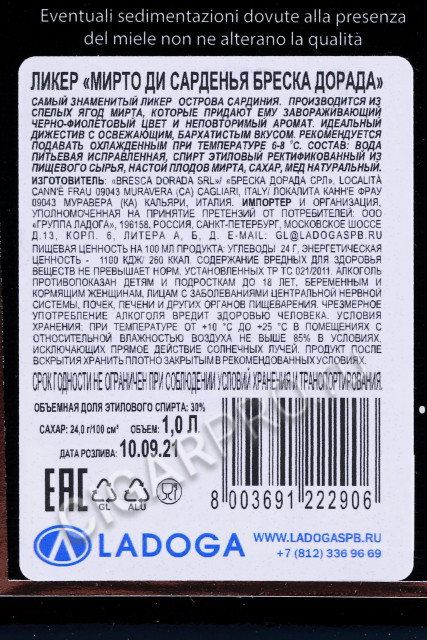 Eventuali sedimentazioni dovute alla presenza
del miele non ne alterano la qualità
ЛИКЕР «МИРТО ДИ САРДЕНЬЯ БРЕСКА ДОРАДА»
САМЫЙ ЗНАМЕНИТЫЙ ЛИКЕР ОСТРОВА САРДИНИЯ. ПРОИЗВОДИТСЯ ИЗ
СПЕЛЫХ ЯГОД МИРТА, КОТОРЫЕ ПРИДАЮТ ЕМУ ЗАВОРАЖИВАЮЩИЙ
ЧЕРНО-ФИОЛЕТОВЫЙ ЦВЕТ И НЕПОВТОРИМЫЙ АРОМАТ. ИДЕАЛЬНЫЙ
ДИЖЕСТИВ С ОСВЕЖАЮЩИМ, БАРХАТИСТЫМ ВКУСОМ. РЕКОМЕНДУЕТСЯ
ПОДАВАТЬ ОХЛАЖДЕННЫМ ПРИ ТЕМПЕРАТУРЕ 6-8 °С. СОСТАВ: ВОДА
ПИТЬЕВАЯ ИСПРАВЛЕННАЯ, СПИРТ ЭТИЛОВЫЙ РЕКТИФИКОВАННЫЙ ИЗ
ПИЩЕВОГО СЫРЬЯ, НАСТОЙ ПЛОДОВ МИРТА, САХАР, МЕД НАТУРАЛЬНЫЙ.
ИЗГОТОВИТЕЛЬ: «BRESCA DORADA SRL»/ «БРЕСКА ДОРАДА СРЛ», LOCALITÀ
CANN'E FRAU 09043 MURAVERA (CA) CAGLIARI, ITALY/ ЛОКАЛИТА КАНН'Е ФРАУ
09043 МУРАВЕРА (КА) КАЛЬЯРИ, ИТАЛИЯ. ИМПОРТЕР И ОРГАНИЗАЦИЯ,
УПОЛНОМОЧЕННАЯ НА ПРИНЯТИЕ ПРЕТЕНЗИЙ ОТ ПОТРЕБИТЕЛЕЙ: ООО
«ГРУППА ЛАДОГА», 196158, РОССИЯ, САНКТ-ПЕТЕРБУРГ, МОСКОВСКОЕ ШОССЕ
Д.13, КОРП. 6, ЛИТЕРА А, Б, Д. E-MAIL: GL@LADOGASPB.RU
ПИЩЕВАЯ ЦЕННОСТЬ НА 100 МЛ ПРОДУКТА: УГЛЕВОДЫ 24 Г, ЭНЕРГЕТИЧЕСКАЯ
ЦЕННОСТЬ - 1100 КДЖ/ 260 ККАЛ. СОДЕРЖАНИЕ ВРЕДНЫХ ДЛЯ ЗДОРОВЬЯ
ВЕЩЕСТВ НЕ ПРЕВЫШАЕТ НОРМ, УСТАНОВЛЕННЫХ ТР ТС 021/2011. АЛКОГОЛЬ
ПРОТИВОПОКАЗАН ДЕТЯМ И ПОДРОСТКАМ ДО 18 ЛЕТ, БЕРЕМЕННЫМ И
КОРМЯЩИМ ЖЕНЩИНАМ, ЛИЦАМ С ЗАБОЛЕВАНИЯМИ ЦЕНТРАЛЬНОЙ НЕРВНОЙ
СИСТЕМЫ, ПОЧЕК, ПЕЧЕНИ И ДРУГИХ ОРГАНОВ ПИЩЕВАРЕНИЯ. ЧРЕЗМЕРНОЕ
УПОТРЕБЛЕНИЕ АЛКОГОЛЯ ВРЕДИТ ЗДОРОВЬЮ ЧЕЛОВЕКА. УСЛОВИЯ
ХРАНЕНИЯ: ПРИ ТЕМПЕРАТУРЕ ОТ +10 °С ДО +25 °С В ПОМЕЩЕНИЯХ С
ОТНОСИТЕЛЬНОЙ ВЛАЖНОСТЬЮ ВОЗДУХА НЕ ВЫШЕ 85% В УСЛОВИЯХ,
ИСКЛЮЧАЮЩИХ ПРЯМОЕ ДЕЙСТВИЕ СОЛНЕЧНЫХ ЛУЧЕЙ. ПРОДУКТ ПОСЛЕ
ВСКРЫТИЯ ХРАНИТЬ ПЛОТНО ЗАКРЫТЫМ В РЕКОМЕНДОВАННЫХ УСЛОВИЯХ.
СРОК ГОДНОСТИ НЕ ОГРАНИЧЕН ПРИ СОБЛЮДЕНИИ УСЛОВИЙ ХРАНЕНИЯ И ТРАНСПОРТИРОВАНИЯ.
ОБЪЕМНАЯ ДОЛЯ ЭТИЛОВОГО СПИРТА: 30%
САХАР: 24,0 г/100 см³ ОБЪЕМ: 1,0 Л.
ДАТА РОЗЛИВА: 10.09.21
EAC GL ALU
8 003691 222906
LADOGA
WWW.LADOGASPB.RU
+7 (812) 336 96 69
CIGARPRO.RU